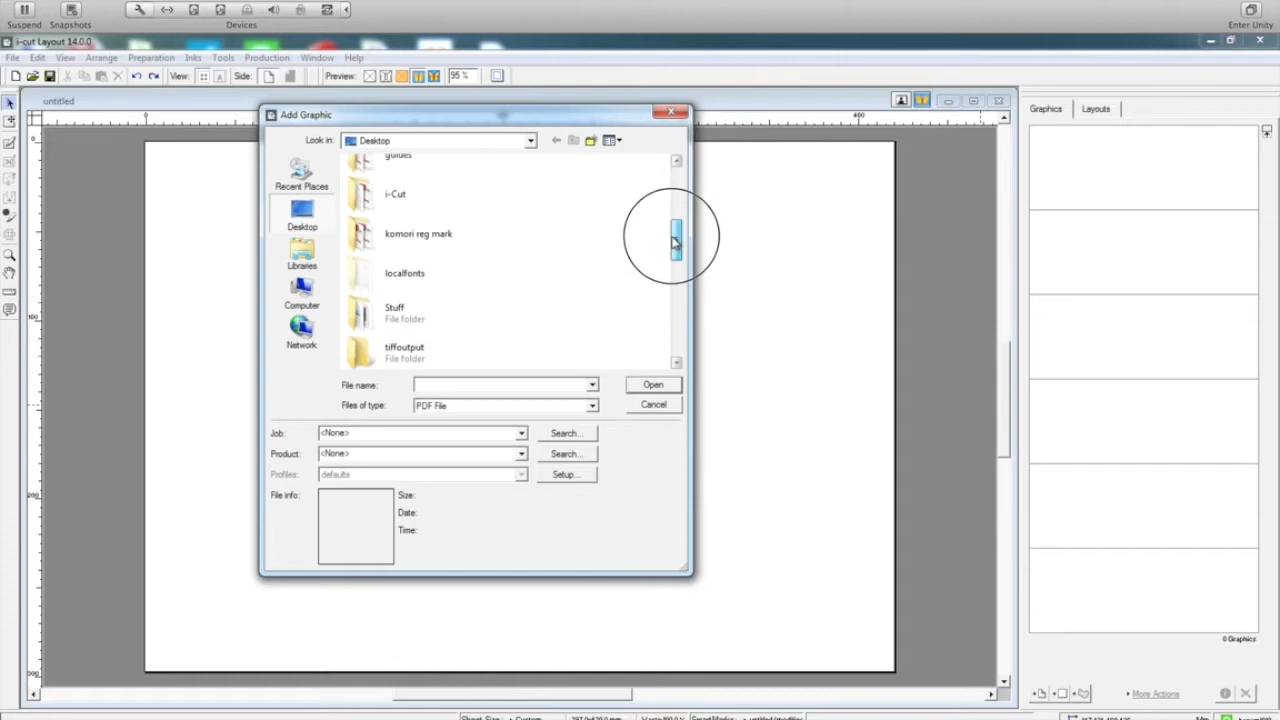 Suspend Snapshots Devices Enter Unity
i-cut Layout 14.0.0
File Edit View Arrange Preparation Inks Tools Production Window Help
View: Side: Preview: 95 %
untitled
Graphics Layouts
0 400
Add Graphic
Look in: Desktop
guides
Recent Places
i-Cut
Desktop
komori reg mark
Libraries
localfonts
Computer
Stuff
File folder
Network
tiffoutput
File folder
File name: Open
Files of type: PDF File Cancel
Job: <None> Search...
Product: <None> Search...
Profiles: defaults Setup...
File info: Size:
Date:
Time:
0
100
200
0 Graphics
More Actions